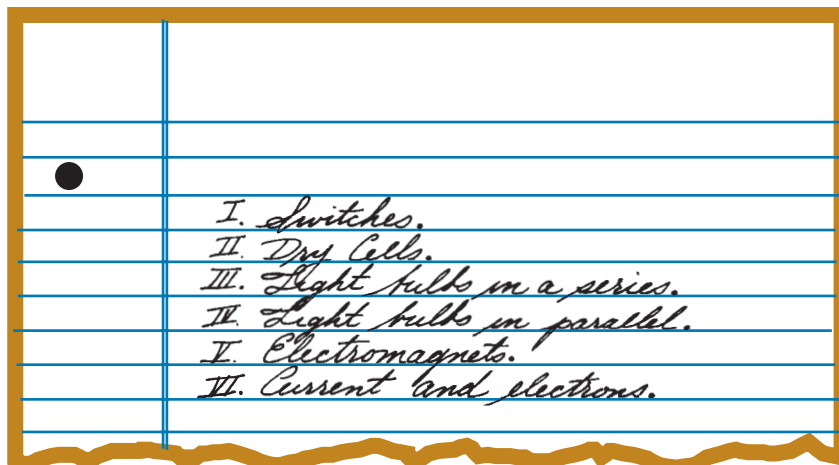 I. Switches.
II. Dry Cells.
III. Light bulbs in a series.
IV. Light bulbs in parallel.
V. Electromagnets.
VI. Current and electrons.